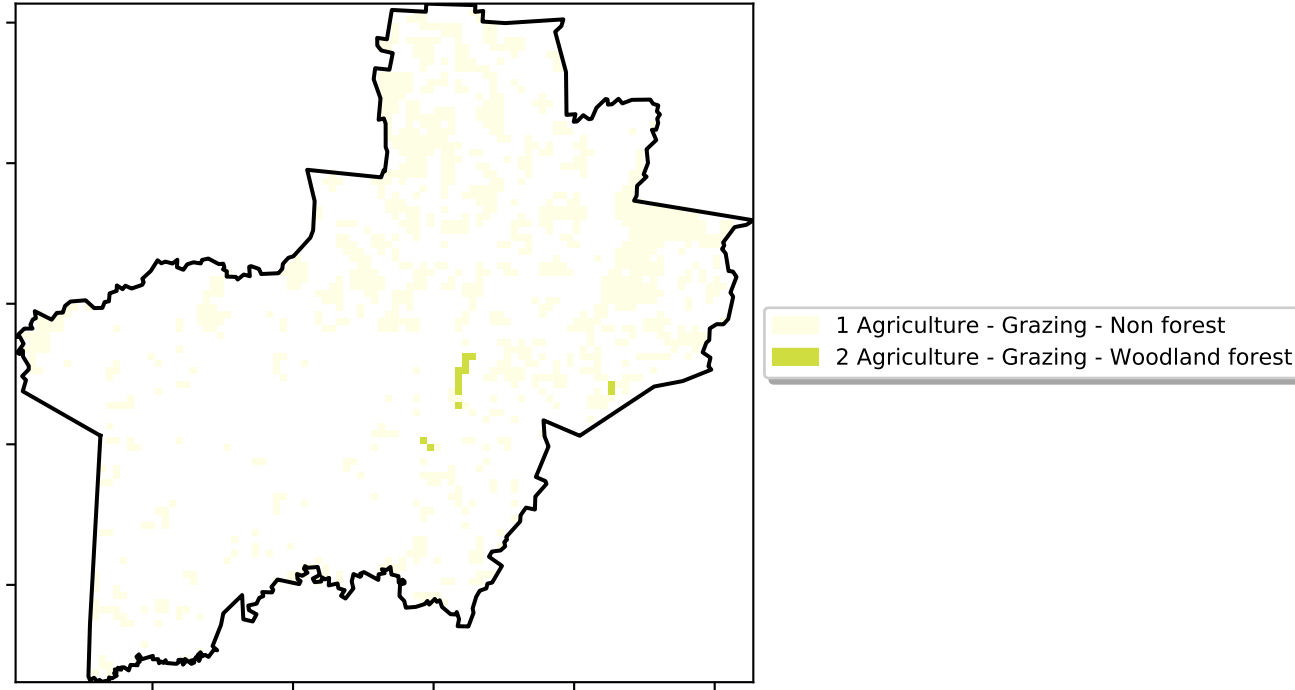 1 Agriculture - Grazing - Non forest
2 Agriculture - Grazing - Woodland forest